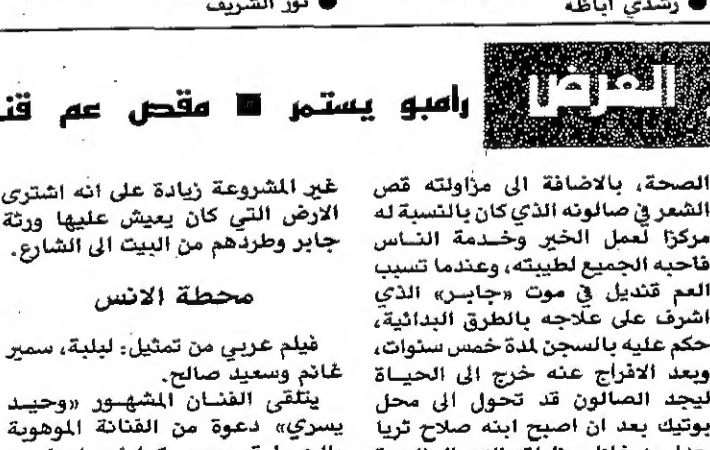 ● رشدي اباظه
● نور الشريف
العرض
رامبو يستمر ■ مقص عم
الصحة، بالاضافة الى مزاولته قص
الشعر في صالونه الذي كان بالنسبة له
مركزا لعمل الخير وخدمة الناس
فاحبه الجميع لطيبته، وعندما تسبب
العم قنديل في موت «جابر» الذي
اشرف على علاجه بالطرق البدائية،
حكم عليه بالسجن لمدة خمس سنوات،
وبعد الافراج عنه خرج الى الحياة
ليجد الصالون قد تحول الى محل
بوتيك بعد ان اصبح ابنه صلاح ثريا
غير المشروعة زيادة على انه اشترى
الارض التي كان يعيش عليها ورثة
جابر وطردهم من البيت الى الشارع.
محطة الانس
فيلم عربي من تمثيل: لبلبة، سمير
غانم وسعيد صالح.
يتلقى الفنان المشهور «وحيد
يسري» دعوة من الفنانة الموهوبة